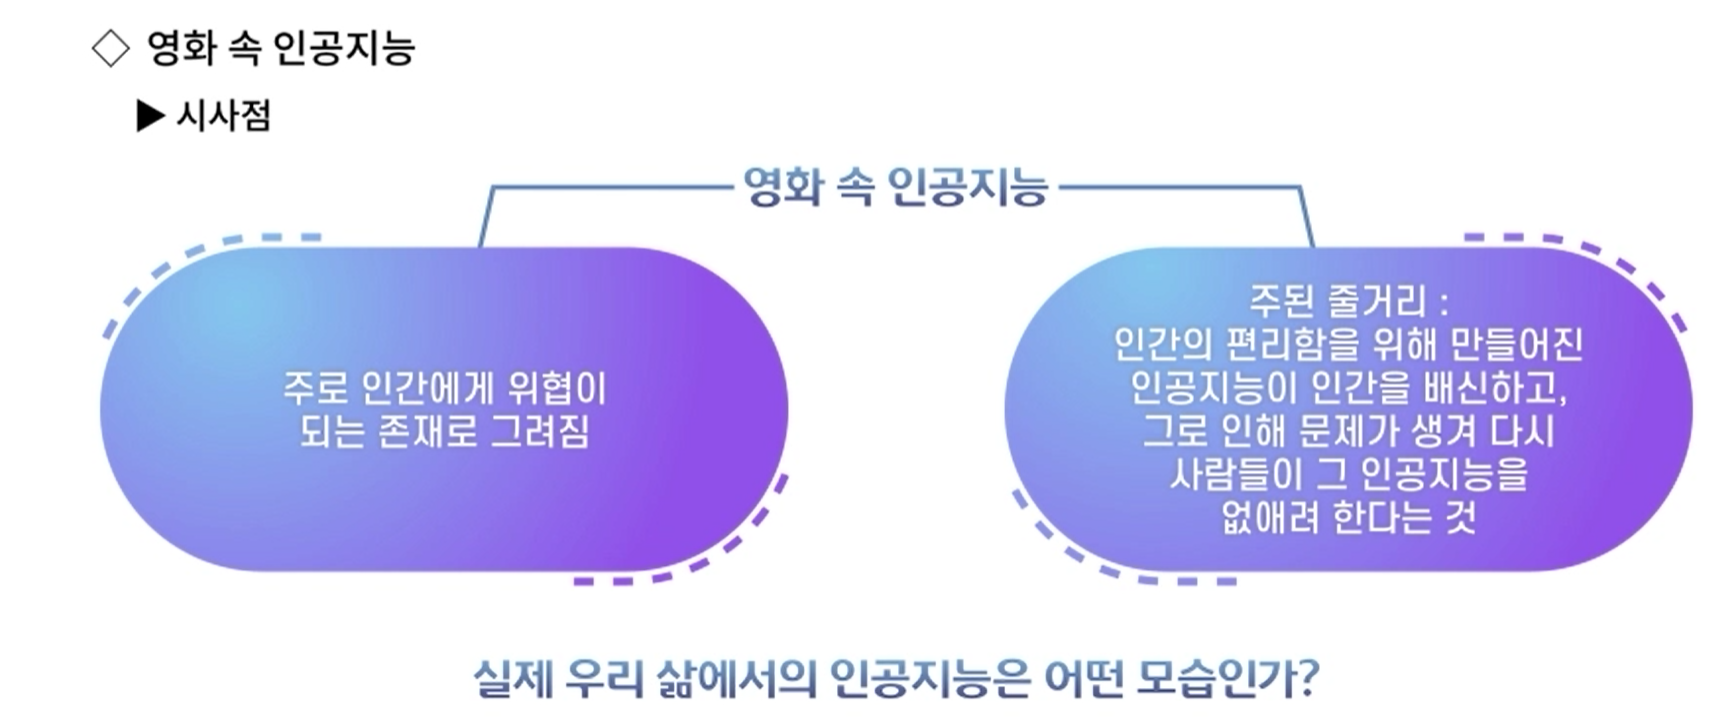 ◇ 영화 속 인공지능
▶ 시사점
영화 속 인공지능
주로 인간에게 위협이
되는 존재로 그려짐
주된 줄거리 :
인간의 편리함을 위해 만들어진
인공지능이 인간을 배신하고,
그로 인해 문제가 생겨 다시
사람들이 그 인공지능을
없애려 한다는 것
실제 우리 삶에서의 인공지능은 어떤 모습인가?